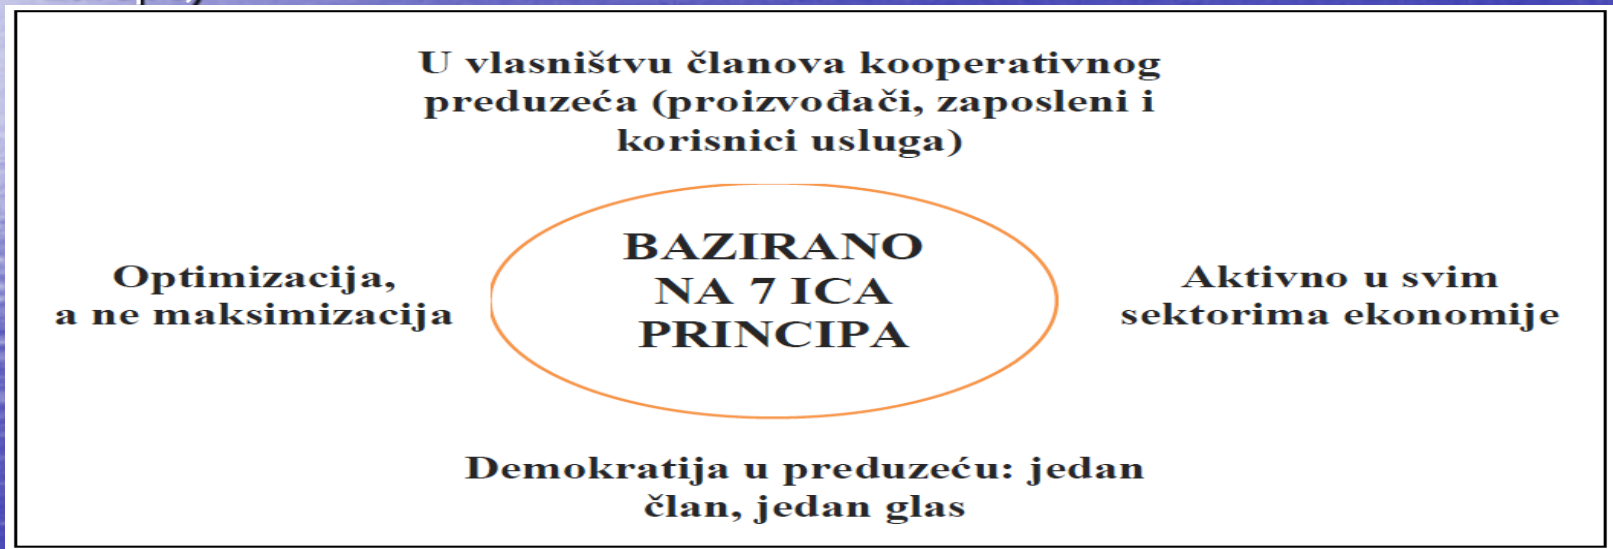 U vlasništvu članova kooperativnog
preduzeća (proizvođači, zaposleni i
korisnici usluga)
Optimizacija,
a ne maksimizacija
BAZIRANO
NA 7 ICA
PRINCIPA
Aktivno u svim
sektorima ekonomije
Demokratija u preduzeću: jedan
član, jedan glas